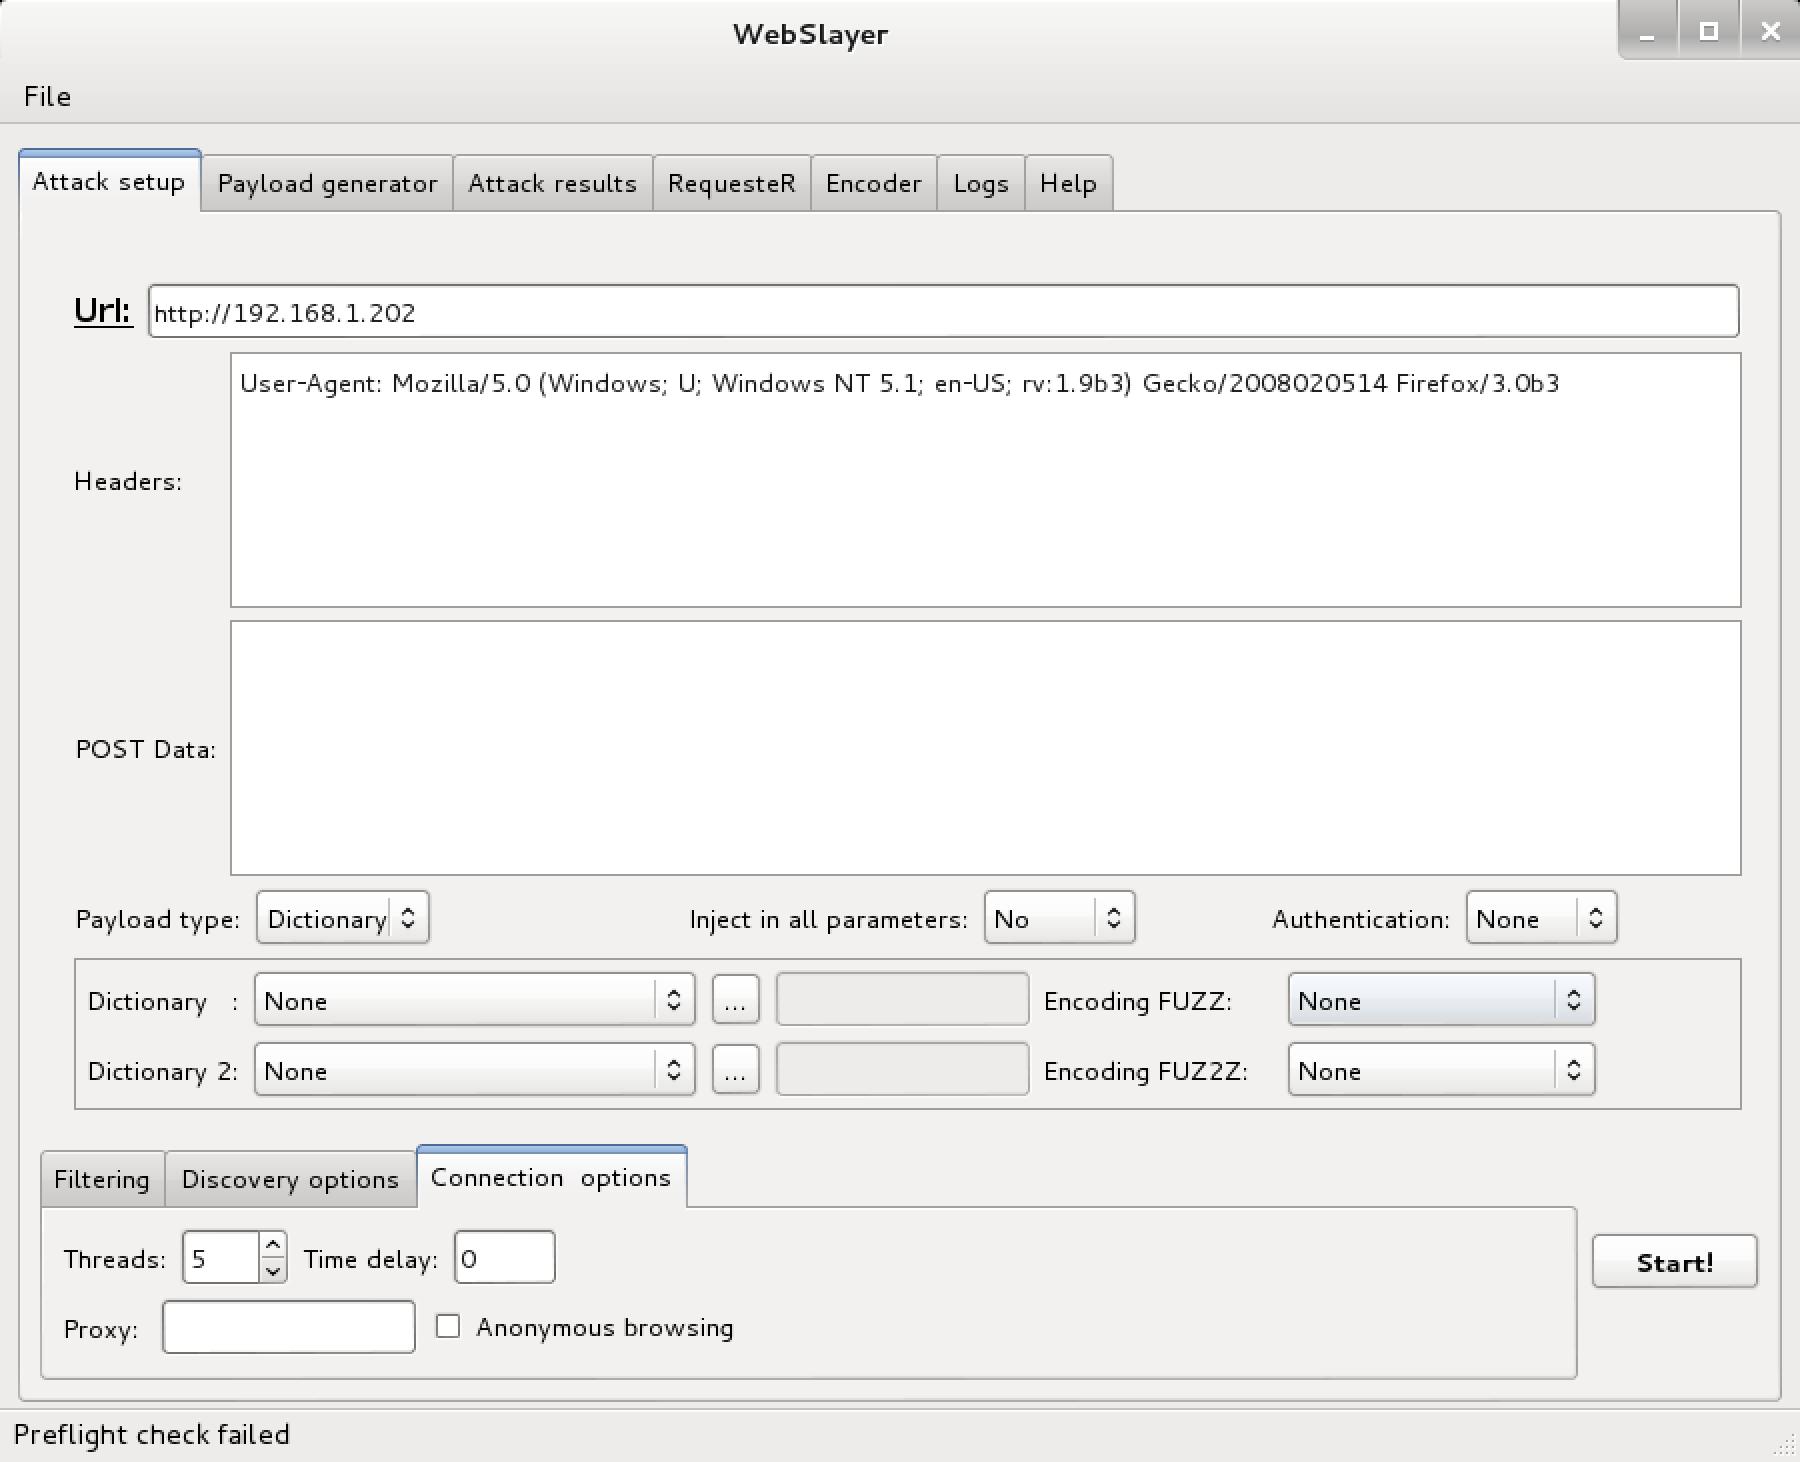 WebSlayer
File
Attack setup Payload generator Attack results RequesteR Encoder Logs Help
Url: http://192.168.1.202
User-Agent: Mozilla/5.0 (Windows; U; Windows NT 5.1; en-US; rv:1.9b3) Gecko/2008020514 Firefox/3.0b3
Headers:
POST Data:
Payload type: Dictionary Inject in all parameters: No Authentication: None
Dictionary : None ... Encoding FUZZ: None
Dictionary 2: None ... Encoding FUZ2Z: None
Filtering Discovery options Connection options
Threads: 5 Time delay: 0
Start!
Proxy: Anonymous browsing
Preflight check failed